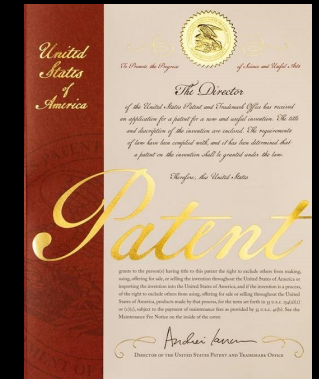 United
States
of
America
To Promote the Progress
of Science and Useful Arts
The Director
of the United States Patent and Trademark Office has received
an application for a patent for a new and useful invention. The title
and description of the invention are enclosed. The requirements
of law have been complied with, and it has been determined that
a patent on the invention shall be granted under the law.
Therefore, this United States
Patent
grants to the person(s) having title to this patent the right to exclude others from making,
using, offering for sale, or selling the invention throughout the United States of America or
importing the invention into the United States of America, and if the invention is a process,
of the right to exclude others from using, offering for sale or selling throughout the United
States of America, products made by that process, for the term set forth in 35 U.S.C. 154(a)(2)
or (c)(1), subject to the payment of maintenance fees as provided by 35 U.S.C. 41(b). See the
Maintenance Fee Notice on the inside of the cover.
Andrei Iancu
Director of the United States Patent and Trademark Office